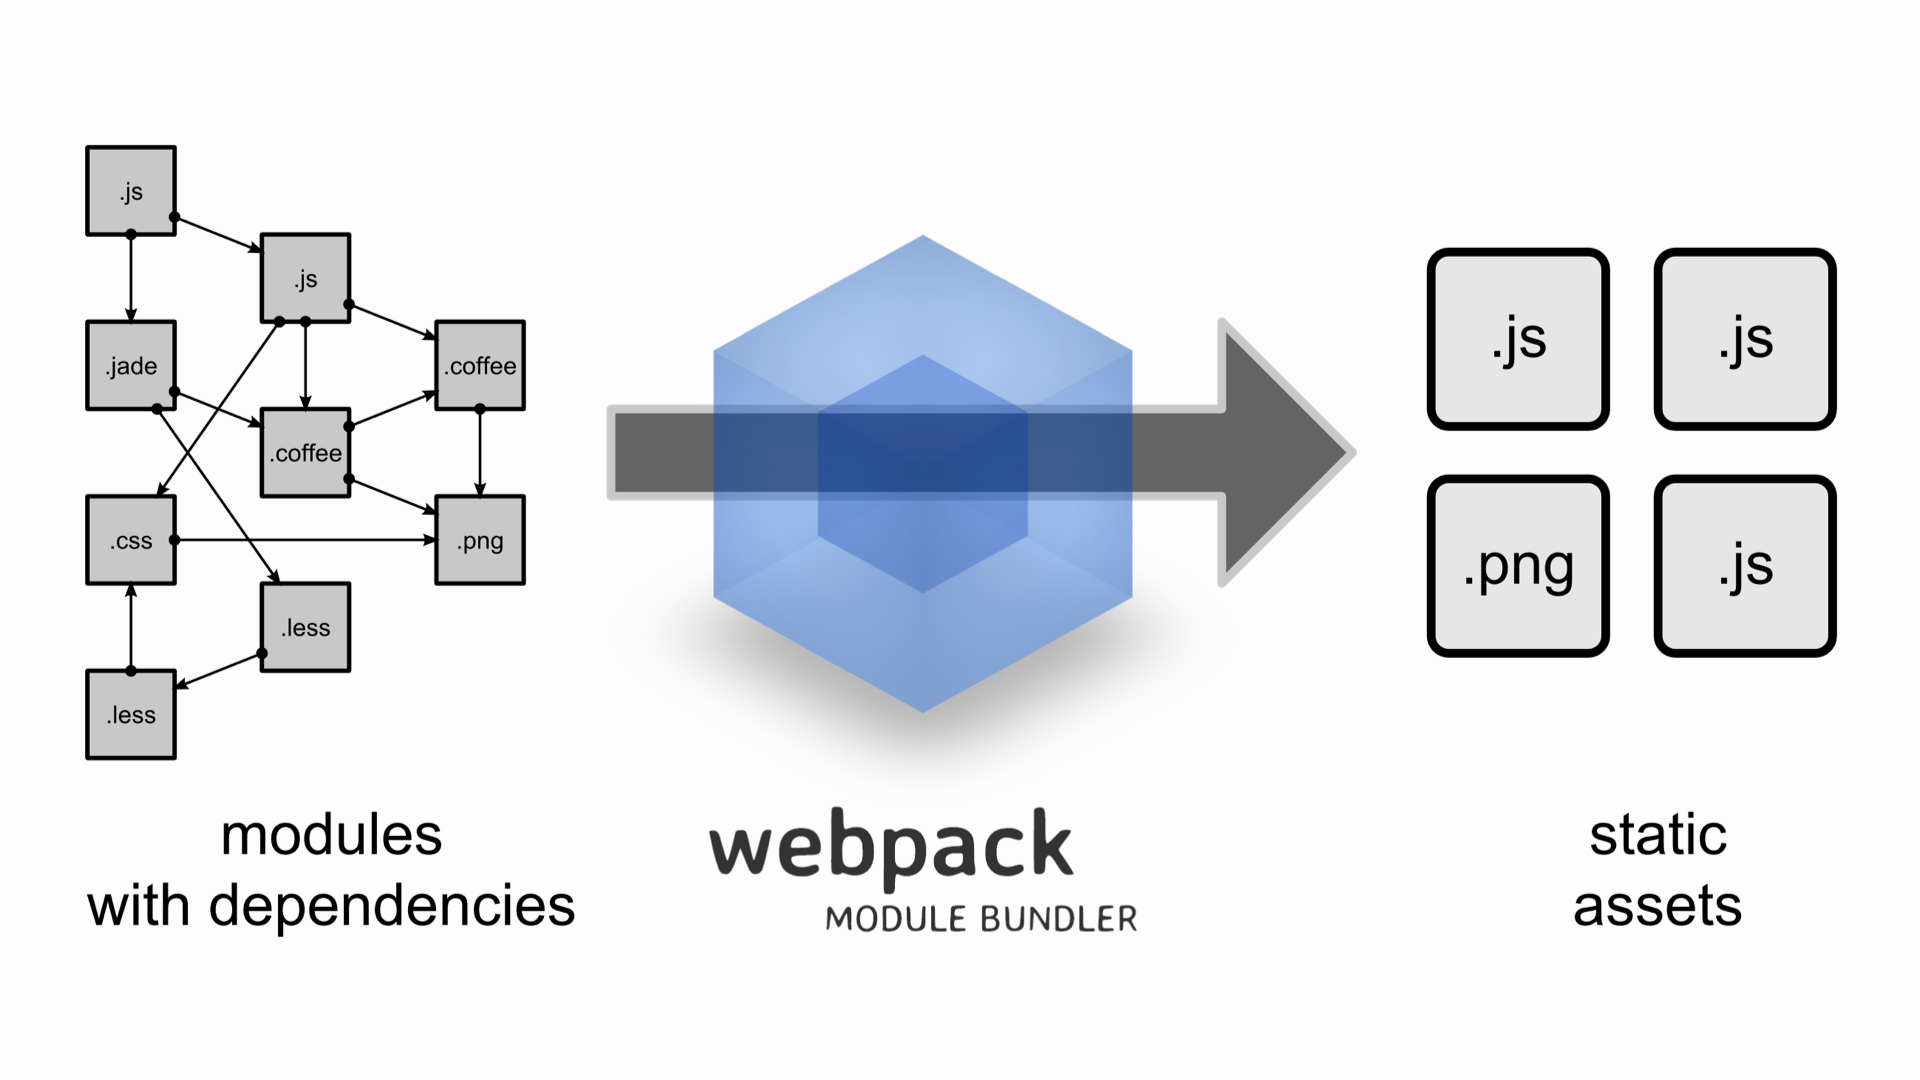 .js
.js
.jade
.coffee
.coffee
.css
.png
.less
.less
modules
with dependencies
webpack
MODULE BUNDLER
.js
.js
.png
.js
static
assets